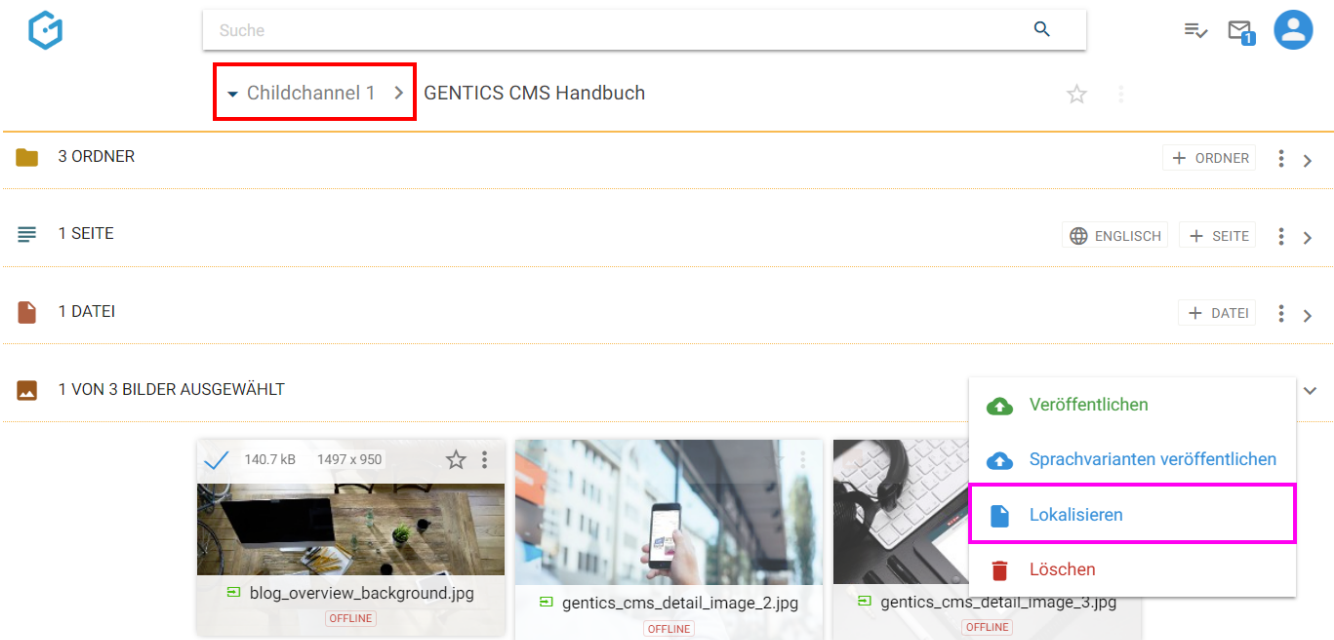 Suche
1
Childchannel 1 > GENTICS CMS Handbuch
3 ORDNER
+ ORDNER
1 SEITE
ENGLISCH
+ SEITE
1 DATEI
+ DATEI
1 VON 3 BILDER AUSGEWÄHLT
Veröffentlichen
Sprachvarianten veröffentlichen
Lokalisieren
Löschen
140.7 kB 1497 x 950
blog_overview_background.jpg
OFFLINE
gentics_cms_detail_image_2.jpg
OFFLINE
gentics_cms_detail_image_3.jpg
OFFLINE